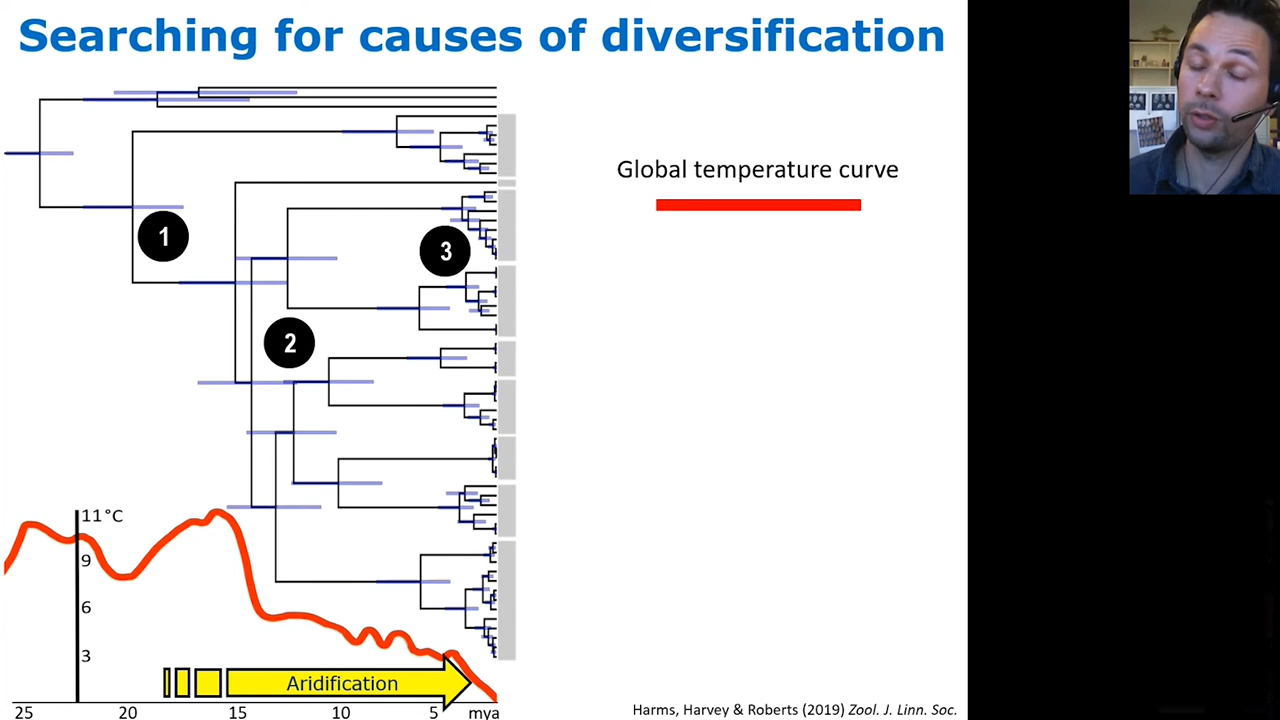 Searching for causes of diversification
Global temperature curve
1
3
2
11°C
9
6
3
Aridification
25 20 15 10 5 mya
Harms, Harvey & Roberts (2019) Zool. J. Linn. Soc.